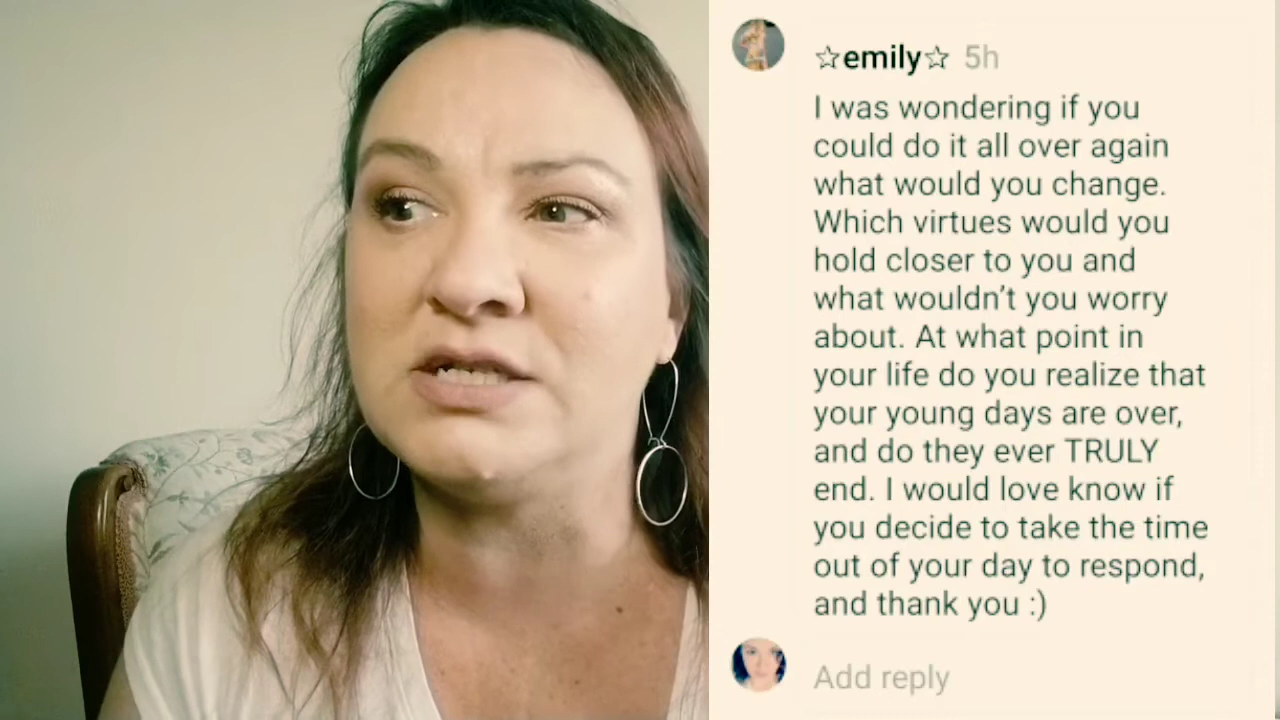 ☆emily☆ 5h
I was wondering if you
could do it all over again
what would you change.
Which virtues would you
hold closer to you and
what wouldn't you worry
about. At what point in
your life do you realize that
your young days are over,
and do they ever TRULY
end. I would love know if
you decide to take the time
out of your day to respond,
and thank you :)
Add reply